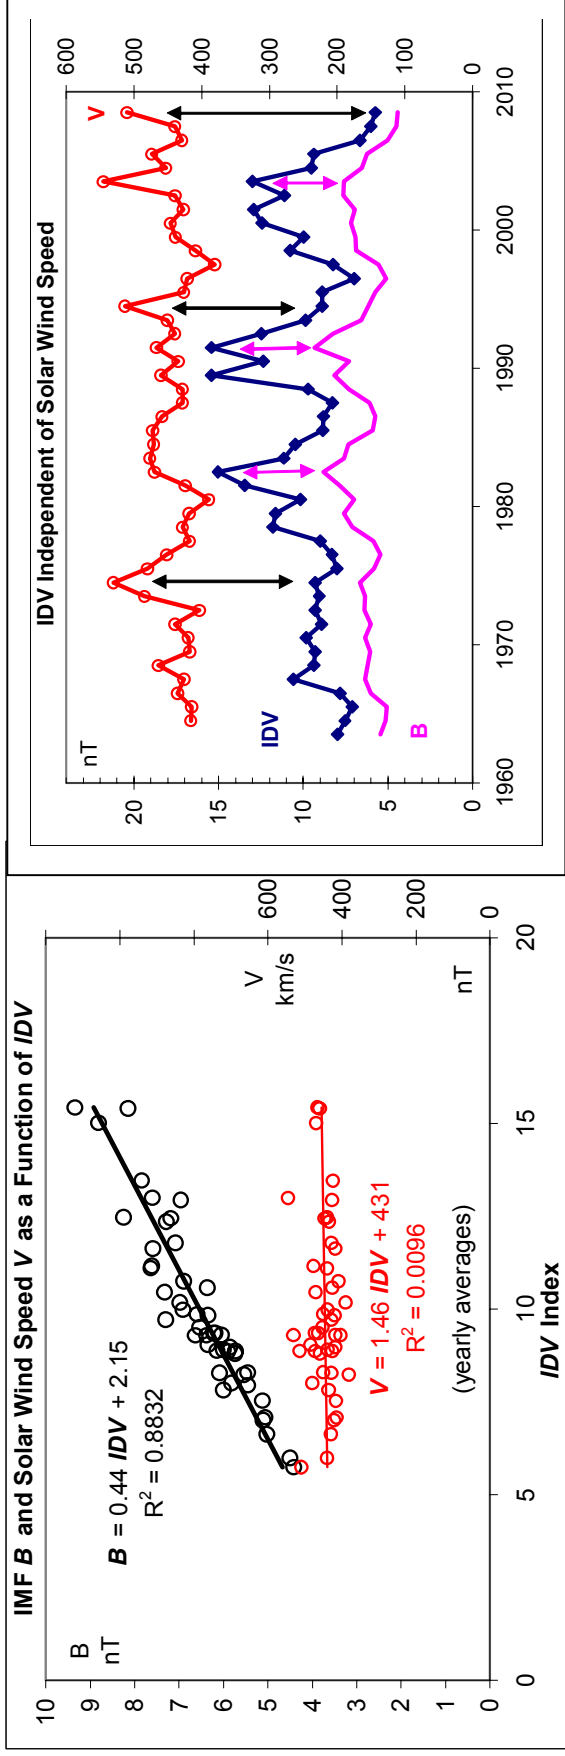 IMF B and Solar Wind Speed V as a Function of IDV
B
nT
10
9
8
7
6
5
4
3
2
1
0
B = 0.44 IDV + 2.15
R² = 0.8832
V
km/s
600
400
200
0
V = 1.46 IDV + 431
R² = 0.0096
(yearly averages)
nT
0
5
10
15
20
IDV Index
IDV Independent of Solar Wind Speed
nT
20
15
10
5
0
V
IDV
B
600
500
400
300
200
100
0
1960
1970
1980
1990
2000
2010